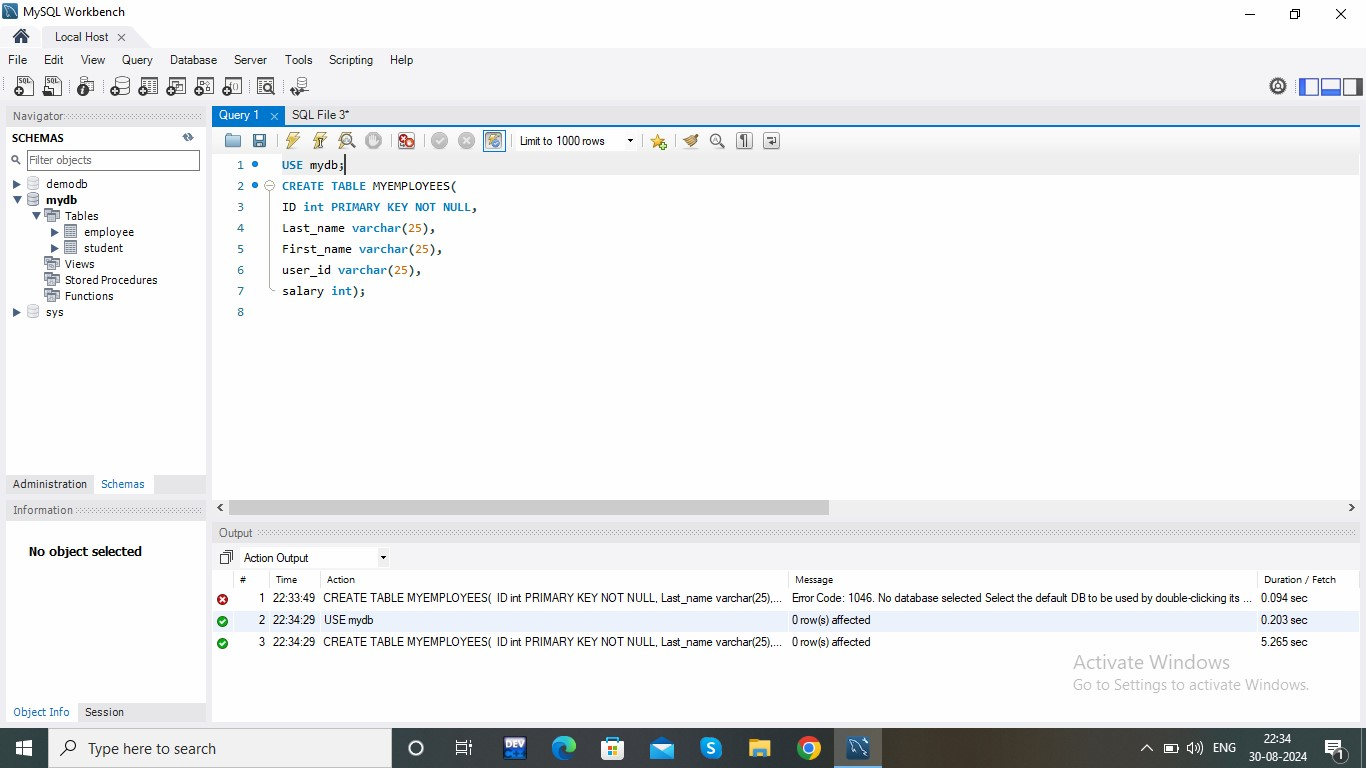 MySQL Workbench
Local Host
File Edit View Query Database Server Tools Scripting Help
Navigator
SCHEMAS
Filter objects
demodb
mydb
Tables
employee
student
Views
Stored Procedures
Functions
sys
Administration Schemas
Information
No object selected
Object Info Session
Query 1 SQL File 3*
Limit to 1000 rows
1 USE mydb;
2 CREATE TABLE MYEMPLOYEES(
3 ID int PRIMARY KEY NOT NULL,
4 Last_name varchar(25),
5 First_name varchar(25),
6 user_id varchar(25),
7 salary int);
8
Output
Action Output
# Time Action Message Duration / Fetch
1 22:33:49 CREATE TABLE MYEMPLOYEES( ID int PRIMARY KEY NOT NULL, Last_name varchar(25),... Error Code: 1046. No database selected Select the default DB to be used by double-clicking its ... 0.094 sec
2 22:34:29 USE mydb 0 row(s) affected 0.203 sec
3 22:34:29 CREATE TABLE MYEMPLOYEES( ID int PRIMARY KEY NOT NULL, Last_name varchar(25),... 0 row(s) affected 5.265 sec
Activate Windows
Go to Settings to activate Windows.
Type here to search
DEV
ENG
22:34
30-08-2024
1